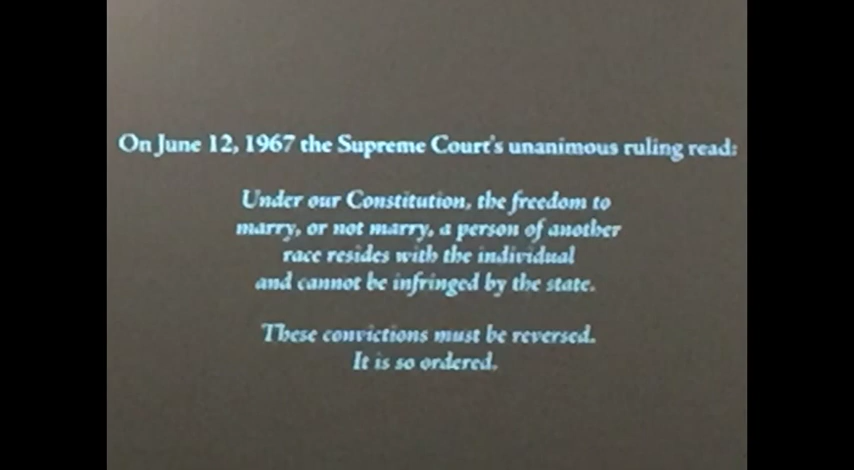 On June 12, 1967 the Supreme Court's unanimous ruling read:
Under our Constitution, the freedom to
marry, or not marry, a person of another
race resides with the individual
and cannot be infringed by the state.
These convictions must be reversed.
It is so ordered.